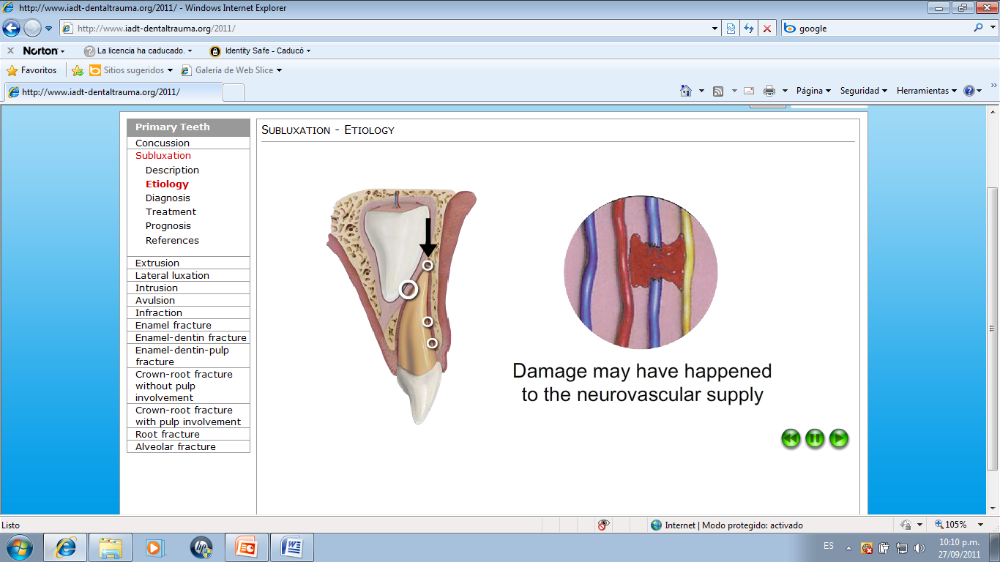 http://www.iadt-dentaltrauma.org/2011/ - Windows Internet Explorer
http://www.iadt-dentaltrauma.org/2011/
google
x Norton
La licencia ha caducado.
Identity Safe - Caducó
Favoritos
Sitios sugeridos
Galería de Web Slice
http://www.iadt-dentaltrauma.org/2011/
Página
Seguridad
Herramientas
Primary Teeth
Concussion
Subluxation
Description
Etiology
Diagnosis
Treatment
Prognosis
References
Extrusion
Lateral luxation
Intrusion
Avulsion
Infraction
Enamel fracture
Enamel-dentin fracture
Enamel-dentin-pulp
fracture
Crown-root fracture
without pulp
involvement
Crown-root fracture
with pulp involvement
Root fracture
Alveolar fracture
Subluxation - Etiology
Damage may have happened
to the neurovascular supply
Listo
Internet | Modo protegido: activado
105%
ES
10:10 p.m.
27/09/2011